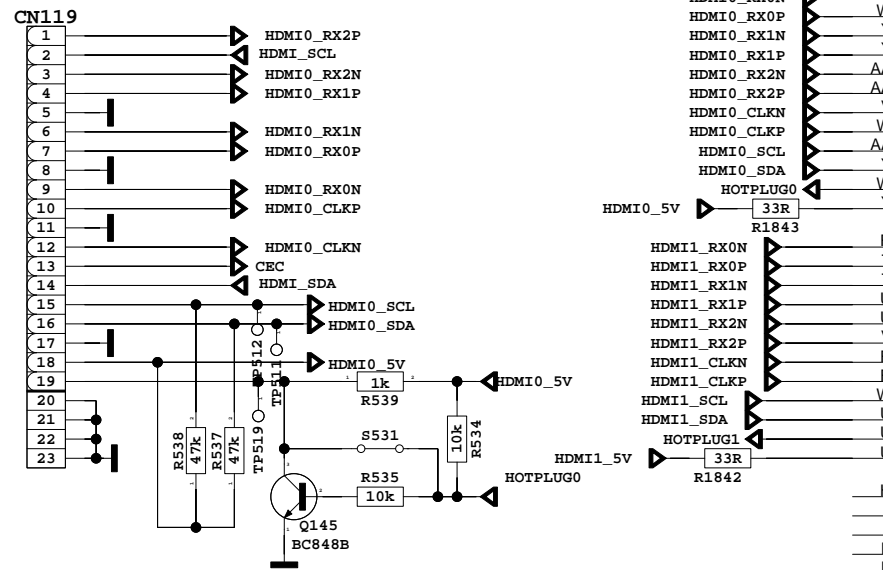 CN119
1 HDMI0_RX2P
2 HDMI_SCL
3 HDMI0_RX2N
4 HDMI0_RX1P
5
6 HDMI0_RX1N
7 HDMI0_RX0P
8
9 HDMI0_RX0N
10 HDMI0_CLKP
11
12 HDMI0_CLKN
13 CEC
14 HDMI_SDA
15 HDMI0_SCL
16 HDMI0_SDA
17
18 HDMI0_5V
19
20
21
22
23
TP511
TP519
1 1k 2
R539
HDMI0_5V
R538
47k
R537
47k
10k
R534
S531
R535
10k
HOTPLUG0
Q145
BC848B
HDMI0_RX0P
HDMI0_RX1N
HDMI0_RX1P
HDMI0_RX2N
HDMI0_RX2P
HDMI0_CLKN
HDMI0_CLKP
HDMI0_SCL
HDMI0_SDA
HOTPLUG0
HDMI0_5V 33R
R1843
HDMI1_RX0N
HDMI1_RX0P
HDMI1_RX1N
HDMI1_RX1P
HDMI1_RX2N
HDMI1_RX2P
HDMI1_CLKN
HDMI1_CLKP
HDMI1_SCL
HDMI1_SDA
HOTPLUG1
HDMI1_5V 33R
R1842